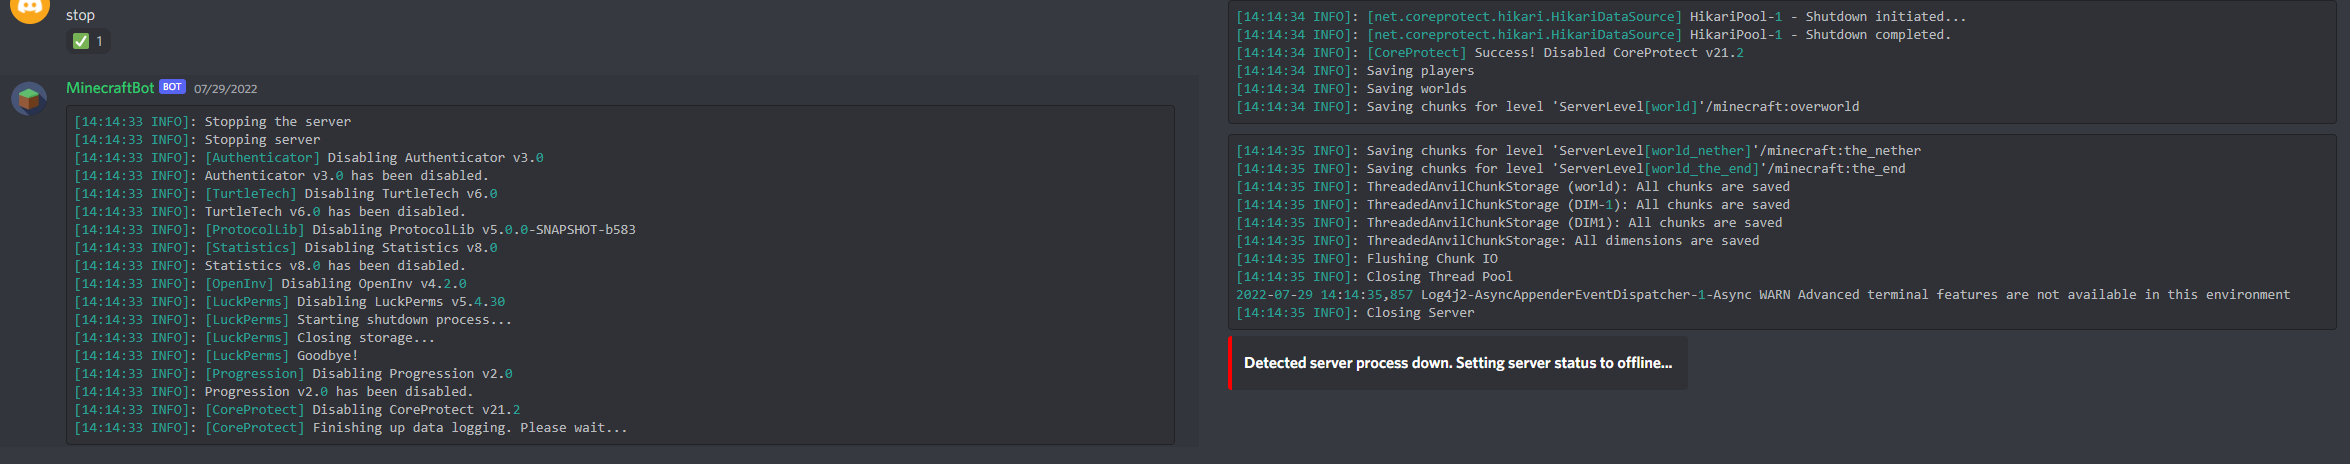 stop
✅ 1
MinecraftBot BOT 07/29/2022
[14:14:33 INFO]: Stopping the server
[14:14:33 INFO]: Stopping server
[14:14:33 INFO]: [Authenticator] Disabling Authenticator v3.0
[14:14:33 INFO]: Authenticator v3.0 has been disabled.
[14:14:33 INFO]: [TurtleTech] Disabling TurtleTech v6.0
[14:14:33 INFO]: TurtleTech v6.0 has been disabled.
[14:14:33 INFO]: [ProtocolLib] Disabling ProtocolLib v5.0.0-SNAPSHOT-b583
[14:14:33 INFO]: [Statistics] Disabling Statistics v8.0
[14:14:33 INFO]: Statistics v8.0 has been disabled.
[14:14:33 INFO]: [OpenInv] Disabling OpenInv v4.2.0
[14:14:33 INFO]: [LuckPerms] Disabling LuckPerms v5.4.30
[14:14:33 INFO]: [LuckPerms] Starting shutdown process...
[14:14:33 INFO]: [LuckPerms] Closing storage...
[14:14:33 INFO]: [LuckPerms] Goodbye!
[14:14:33 INFO]: [Progression] Disabling Progression v2.0
[14:14:33 INFO]: Progression v2.0 has been disabled.
[14:14:33 INFO]: [CoreProtect] Disabling CoreProtect v21.2
[14:14:33 INFO]: [CoreProtect] Finishing up data logging. Please wait...
[14:14:34 INFO]: [net.coreprotect.hikari.HikariDataSource] HikariPool-1 - Shutdown initiated...
[14:14:34 INFO]: [net.coreprotect.hikari.HikariDataSource] HikariPool-1 - Shutdown completed.
[14:14:34 INFO]: [CoreProtect] Success! Disabled CoreProtect v21.2
[14:14:34 INFO]: Saving players
[14:14:34 INFO]: Saving worlds
[14:14:34 INFO]: Saving chunks for level 'ServerLevel[world]'/minecraft:overworld
[14:14:35 INFO]: Saving chunks for level 'ServerLevel[world_nether]'/minecraft:the_nether
[14:14:35 INFO]: Saving chunks for level 'ServerLevel[world_the_end]'/minecraft:the_end
[14:14:35 INFO]: ThreadedAnvilChunkStorage (world): All chunks are saved
[14:14:35 INFO]: ThreadedAnvilChunkStorage (DIM-1): All chunks are saved
[14:14:35 INFO]: ThreadedAnvilChunkStorage (DIM1): All chunks are saved
[14:14:35 INFO]: ThreadedAnvilChunkStorage: All dimensions are saved
[14:14:35 INFO]: Flushing Chunk IO
[14:14:35 INFO]: Closing Thread Pool
2022-07-29 14:14:35,857 Log4j2-AsyncAppenderEventDispatcher-1-Async WARN Advanced terminal features are not available in this environment
[14:14:35 INFO]: Closing Server
Detected server process down. Setting server status to offline...